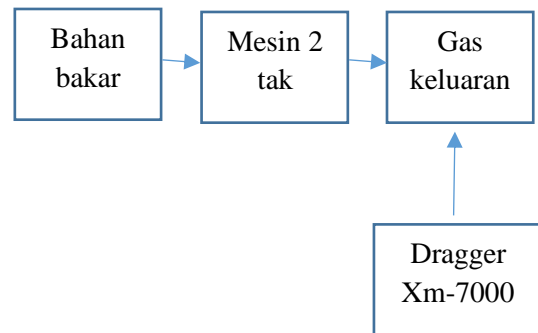 Bahan
bakar
Mesin 2
tak
Gas
keluaran
Dragger
Xm-7000